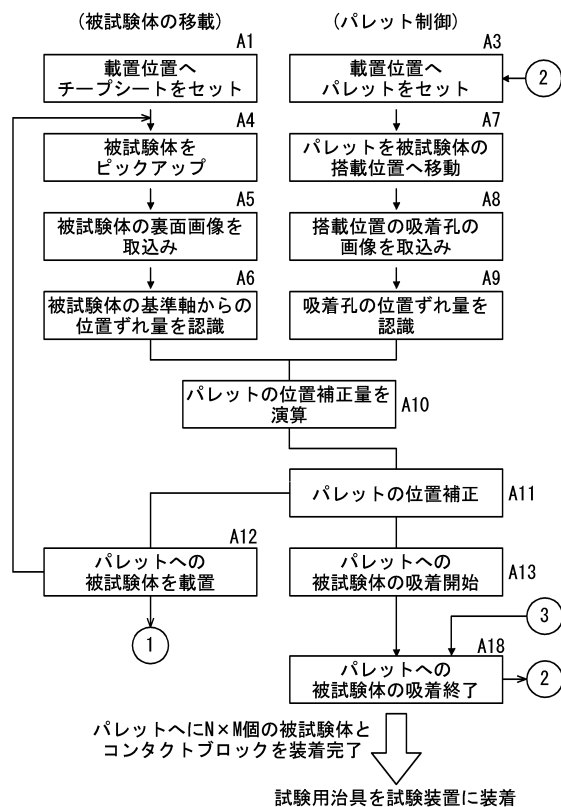 (被試験体の移載)
(パレット制御)
A1
載置位置へ
チープシートをセット
A3
載置位置へ
パレットをセット
2
A4
被試験体を
ピックアップ
A7
パレットを被試験体の
搭載位置へ移動
A5
被試験体の裏面画像を
取込み
A8
搭載位置の吸着孔の
画像を取込み
A6
被試験体の基準軸からの
位置ずれ量を認識
A9
吸着孔の位置ずれ量を
認識
パレットの位置補正量を
演算
A10
パレットの位置補正
A11
A12
パレットへの
被試験体を載置
パレットへの
被試験体の吸着開始
A13
1
3
A18
パレットへの
被試験体の吸着終了
2
パレットへにN×M個の被試験体と
コンタクトブロックを装着完了
試験用治具を試験装置に装着